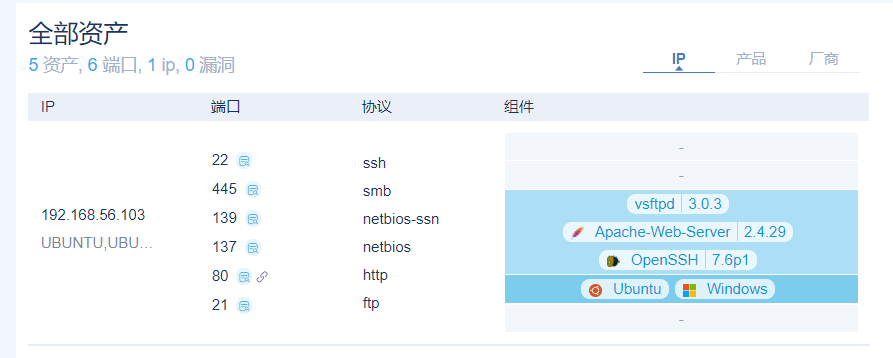 全部资产
5 资产, 6 端口, 1 ip, 0 漏洞
IP 产品 厂商
IP 端口 协议 组件
192.168.56.103
UBUNTU,UBU...
22 ssh
445 smb
139 netbios-ssn
137 netbios
80 http
21 ftp
-
-
vsftpd 3.0.3
Apache-Web-Server 2.4.29
OpenSSH 7.6p1
Ubuntu Windows
-